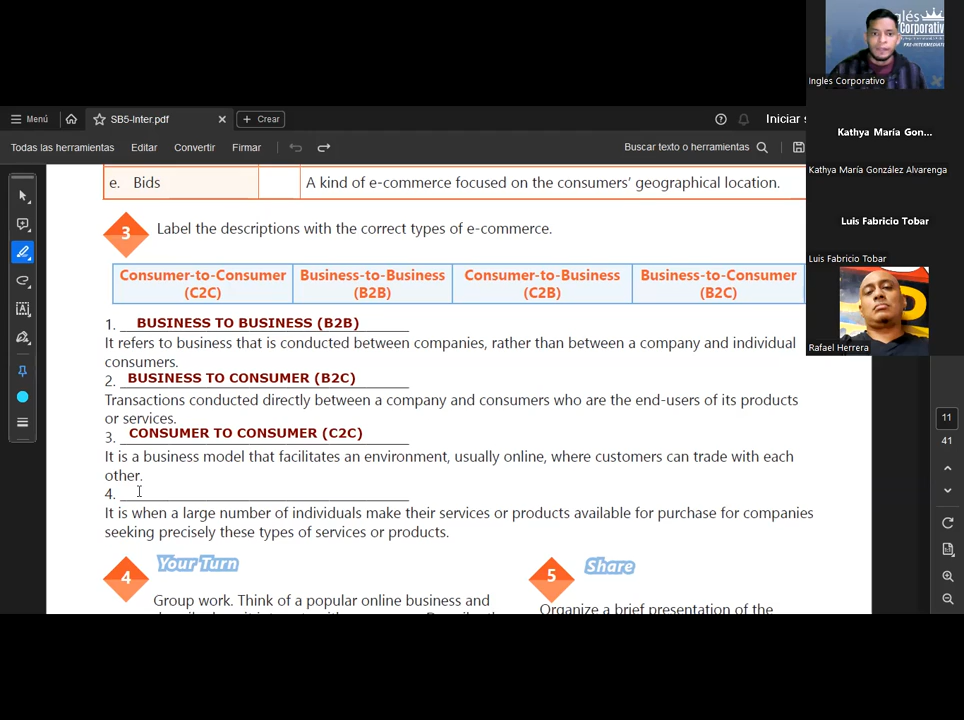 glés
Corporativ
PRE-INTERMEDIATE
Ingles Corporativo
Menú
SB5-Inter.pdf
Crear
Iniciar s
Kathya María Gon...
Todas las herramientas
Editar
Convertir
Firmar
Buscar texto o herramientas
Kathya María González Alvarenga
e. Bids
A kind of e-commerce focused on the consumers' geographical location.
Luis Fabricio Tobar
3
Label the descriptions with the correct types of e-commerce.
Luis Fabricio Tobar
Consumer-to-Consumer
(C2C)
Business-to-Business
(B2B)
Consumer-to-Business
(C2B)
Business-to-Consumer
(B2C)
1. BUSINESS TO BUSINESS (B2B)
It refers to business that is conducted between companies, rather than between a company and individual
consumers.
Rafael Herrera
2. BUSINESS TO CONSUMER (B2C)
Transactions conducted directly between a company and consumers who are the end-users of its products
or services.
3. CONSUMER TO CONSUMER (C2C)
It is a business model that facilitates an environment, usually online, where customers can trade with each
other.
4.
It is when a large number of individuals make their services or products available for purchase for companies
seeking precisely these types of services or products.
11
41
4
Your Turn
Group work. Think of a popular online business and
5
Share
Organize a brief presentation of the